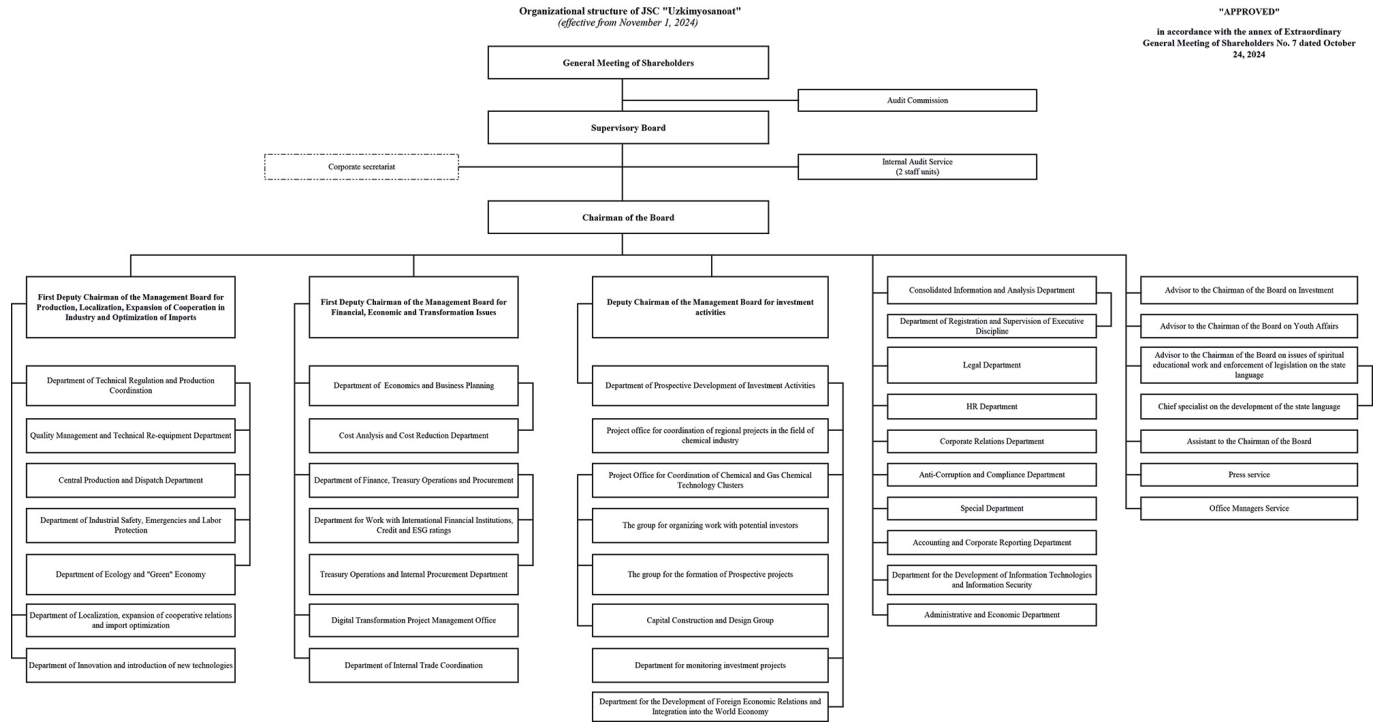 Organizational structure of JSC "Uzkimyosanoat"
(effective from November 1, 2024)
"APPROVED"
in accordance with the annex of Extraordinary
General Meeting of Shareholders No. 7 dated October
24, 2024
General Meeting of Shareholders
Audit Commission
Supervisory Board
Corporate secretariat
Internal Audit Service
(2 staff units)
Chairman of the Board
First Deputy Chairman of the Management Board for
Production, Localization, Expansion of Cooperation in
Industry and Optimization of Imports
Department of Technical Regulation and Production
Coordination
Quality Management and Technical Re-equipment Department
Central Production and Dispatch Department
Department of Industrial Safety, Emergencies and Labor
Protection
Department of Ecology and "Green" Economy
Department of Localization, expansion of cooperative relations
and import optimization
Department of Innovation and introduction of new technologies
First Deputy Chairman of the Management Board for
Financial, Economic and Transformation Issues
Department of Economics and Business Planning
Cost Analysis and Cost Reduction Department
Department of Finance, Treasury Operations and Procurement
Department for Work with International Financial Institutions,
Credit and ESG ratings
Treasury Operations and Internal Procurement Department
Digital Transformation Project Management Office
Department of Internal Trade Coordination
Deputy Chairman of the Management Board for investment
activities
Department of Prospective Development of Investment Activities
Project office for coordination of regional projects in the field of
chemical industry
Project Office for Coordination of Chemical and Gas Chemical
Technology Clusters
The group for organizing work with potential investors
The group for the formation of Prospective projects
Capital Construction and Design Group
Department for monitoring investment projects
Department for the Development of Foreign Economic Relations and
Integration into the World Economy
Consolidated Information and Analysis Department
Department of Registration and Supervision of Executive
Discipline
Legal Department
HR Department
Corporate Relations Department
Anti-Corruption and Compliance Department
Special Department
Accounting and Corporate Reporting Department
Department for the Development of Information Technologies
and Information Security
Administrative and Economic Department
Advisor to the Chairman of the Board on Investment
Advisor to the Chairman of the Board on Youth Affairs
Advisor to the Chairman of the Board on issues of spiritual
educational work and enforcement of legislation on the state
language
Chief specialist on the development of the state language
Assistant to the Chairman of the Board
Press service
Office Managers Service